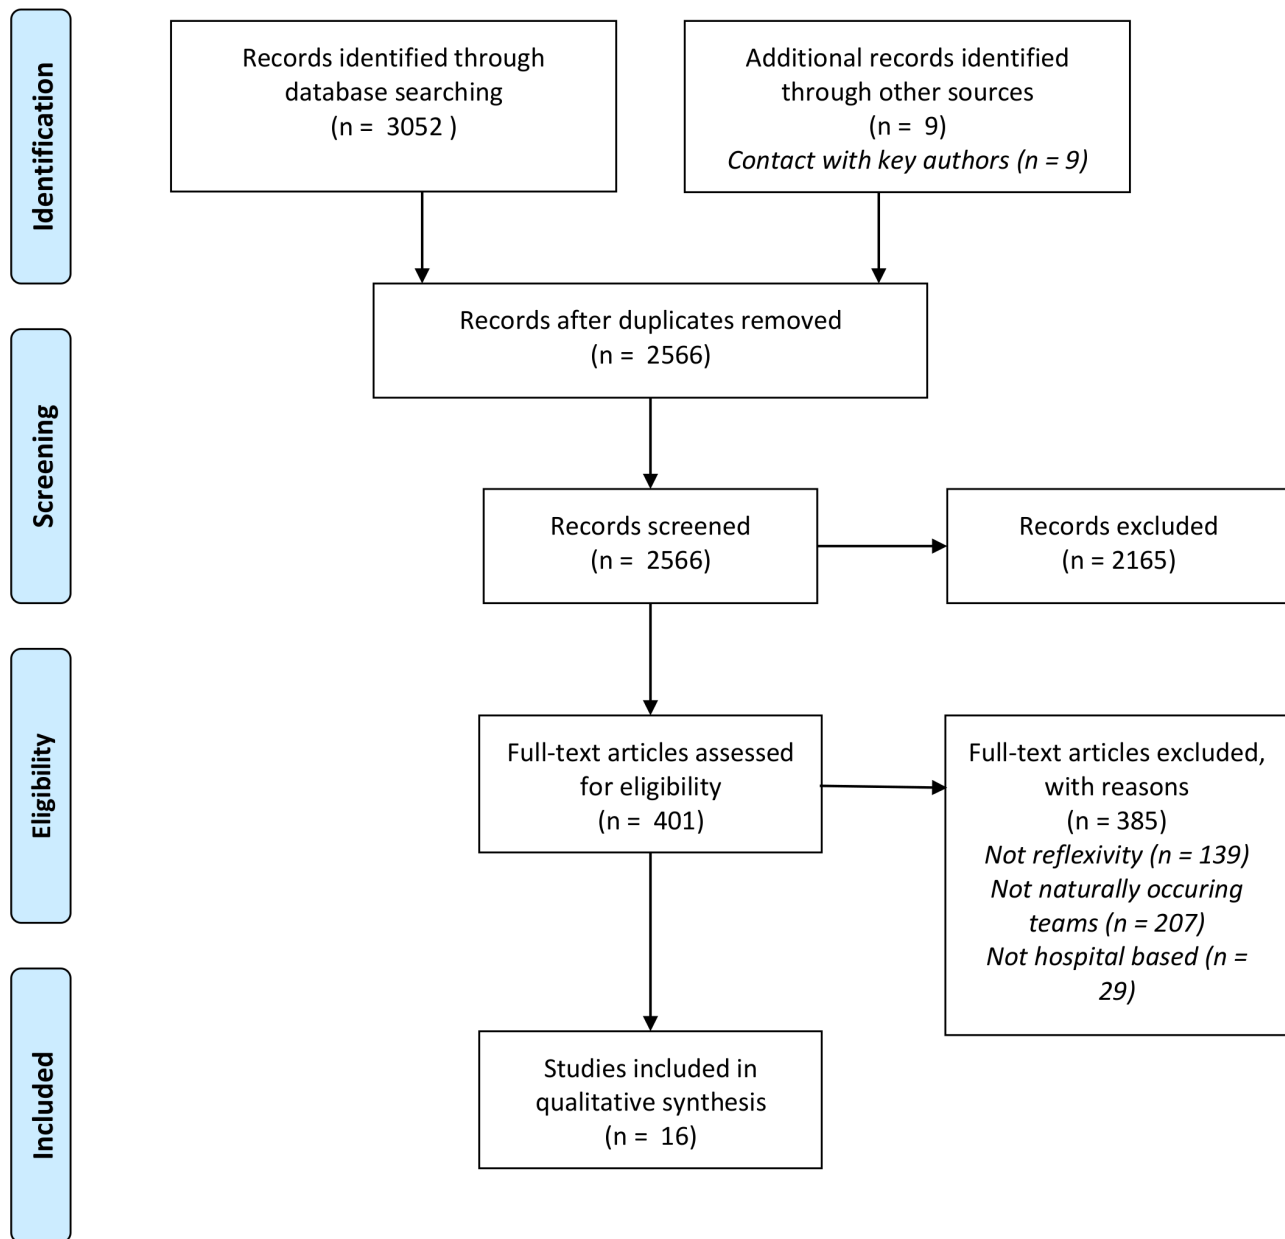 Identification
Records identified through
database searching
(n =  3052 )
Additional records identified
through other sources
(n =  9)
Contact with key authors (n = 9)
Records after duplicates removed
(n =  2566)
Screening
Records screened
(n =  2566)
Records excluded
(n = 2165)
Eligibility
Full-text articles assessed
for eligibility
(n =  401)
Full-text articles excluded,
with reasons
(n = 385)
Not reflexivity (n = 139)
Not naturally occuring
teams (n = 207)
Not hospital based (n =
29)
Included
Studies included in
qualitative synthesis
(n =  16)